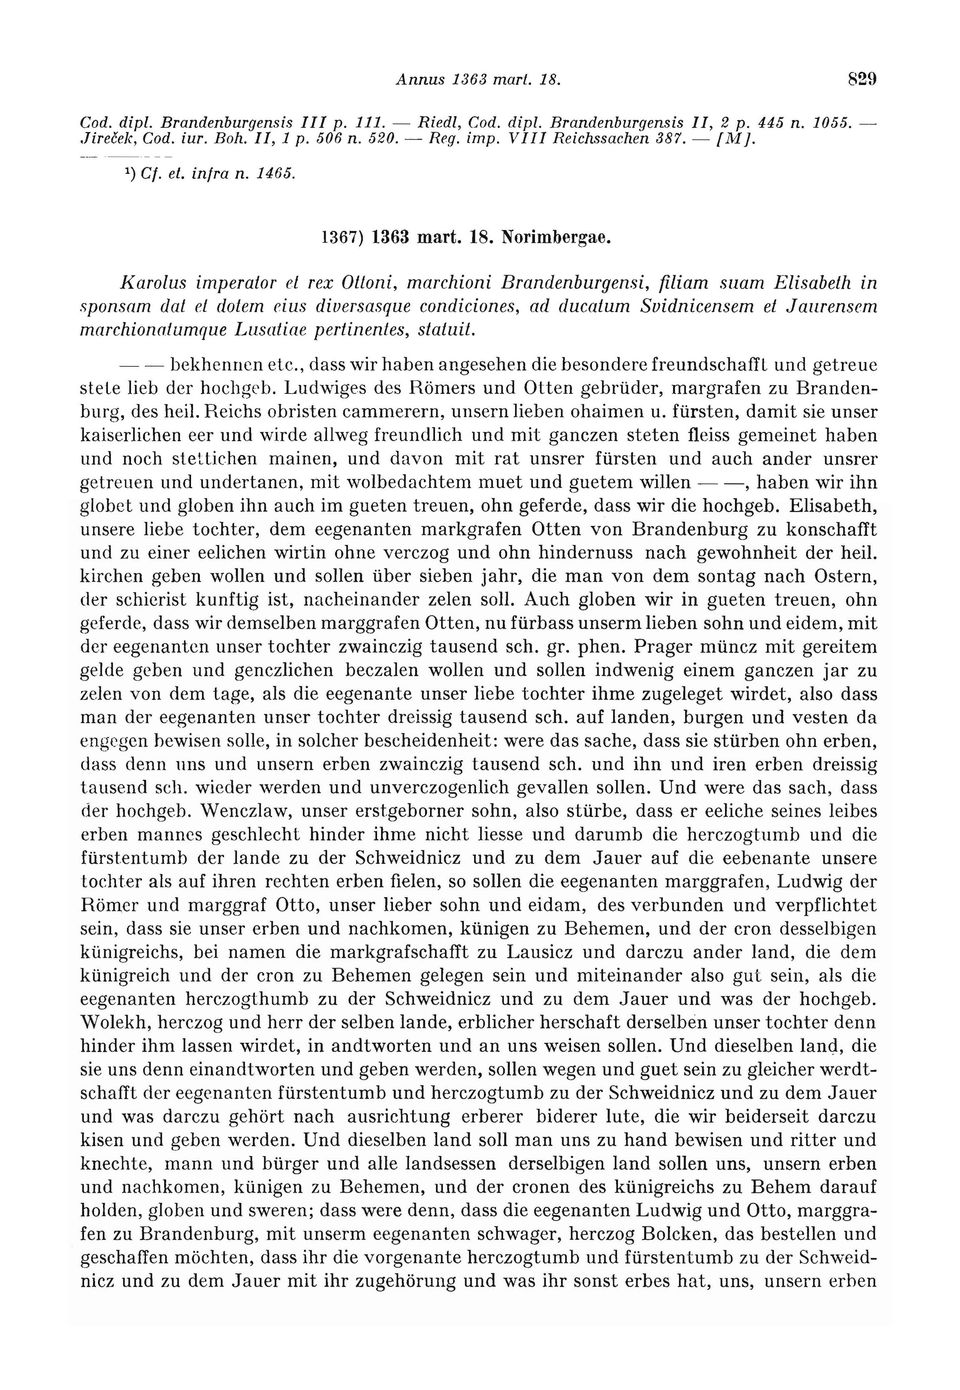 Annus 1363 mart. 18. 829
Cod. dipl. Brandenburgensis III p. 111. — Riedl, Cod. dipl. Brandenburgensis II, 2 p. 445 n. 1055. —
Jireček, Cod. iur. Boh. II, 1 p. 506 n. 520. — Reg. imp. VIII Reichssachen 387. — [M].
¹) Cf. et. infra n. 1465.
1367) 1363 mart. 18. Norimbergae.
Karolus imperator et rex Ottoni, marchioni Brandenburgensi, filiam suam Elisabeth in
sponsam dat et dotem eius diversasque condiciones, ad ducatum Svidnicensem et Jaurensem
marchionatumque Lusatiae pertinentes, statuit.
— — bekhennen etc., dass wir haben angesehen die besondere freundschafft und getreue
stete lieb der hochgeb. Ludwiges des Römers und Otten gebrüder, margrafen zu Branden-
burg, des heil. Reichs obristen cammerern, unsern lieben ohaimen u. fürsten, damit sie unser
kaiserlichen eer und wirde allweg freundlich und mit ganczen steten fleiss gemeinet haben
und noch stettichen mainen, und davon mit rat unsrer fürsten und auch ander unsrer
getreuen und undertanen, mit wolbedachtem muet und guetem willen — —, haben wir ihn
globet und globen ihn auch im gueten treuen, ohn geferde, dass wir die hochgeb. Elisabeth,
unsere liebe tochter, dem eegenanten markgrafen Otten von Brandenburg zu konschafft
und zu einer eelichen wirtin ohne verczog und ohn hindernuss nach gewohnheit der heil.
kirchen geben wollen und sollen über sieben jahr, die man von dem sontag nach Ostern,
der schierist kunftig ist, nacheinander zelen soll. Auch globen wir in gueten treuen, ohn
geferde, dass wir demselben marggrafen Otten, nu fürbass unserm lieben sohn und eidem, mit
der eegenanten unser tochter zwainczig tausend sch. gr. phen. Prager müncz mit gereitem
gelde geben und genczlichen beczalen wollen und sollen indwenig einem ganczen jar zu
zelen von dem tage, als die eegenante unser liebe tochter ihme zugeleget wirdet, also dass
man der eegenanten unser tochter dreissig tausend sch. auf landen, burgen und vesten da
engegen bewisen solle, in solcher bescheidenheit: were das sache, dass sie stürben ohn erben,
dass denn uns und unsern erben zwainczig tausend sch. und ihn und iren erben dreissig
tausend sch. wieder werden und unverczogenlich gevallen sollen. Und were das sach, dass
der hochgeb. Wenczlaw, unser erstgeborner sohn, also stürbe, dass er eeliche seines leibes
erben mannes geschlecht hinder ihme nicht liesse und darumb die herczogtumb und die
fürstentumb der lande zu der Schweidnicz und zu dem Jauer auf die eebenante unsere
tochter als auf ihren rechten erben fielen, so sollen die eegenanten marggrafen, Ludwig der
Römer und marggraf Otto, unser lieber sohn und eidam, des verbunden und verpflichtet
sein, dass sie unser erben und nachkomen, künigen zu Behemen, und der cron desselbigen
künigreichs, bei namen die markgrafschafft zu Lausicz und darczu ander land, die dem
künigreich und der cron zu Behemen gelegen sein und miteinander also gut sein, als die
eegenanten herczogthumb zu der Schweidnicz und zu dem Jauer und was der hochgeb.
Wolekh, herczog und herr der selben lande, erblicher herschaft derselben unser tochter denn
hinder ihm lassen wirdet, in andtworten und an uns weisen sollen. Und dieselben land, die
sie uns denn einandtworten und geben werden, sollen wegen und guet sein zu gleicher werdt-
schafft der eegenanten fürstentumb und herczogtumb zu der Schweidnicz und zu dem Jauer
und was darczu gehört nach ausrichtung erberer biderer lute, die wir beiderseit darczu
kisen und geben werden. Und dieselben land soll man uns zu hand bewisen und ritter und
knechte, mann und bürger und alle landsessen derselbigen land sollen uns, unsern erben
und nachkomen, künigen zu Behemen, und der cronen des künigreichs zu Behem darauf
holden, globen und sweren; dass were denn, dass die eegenanten Ludwig und Otto, marggra-
fen zu Brandenburg, mit unserm eegenanten schwager, herczog Bolcken, das bestellen und
geschaffen möchten, dass ihr die vorgenante herczogtumb und fürstentumb zu der Schweid-
nicz und zu dem Jauer mit ihr zugehörung und was ihr sonst erbes hat, uns, unsern erben